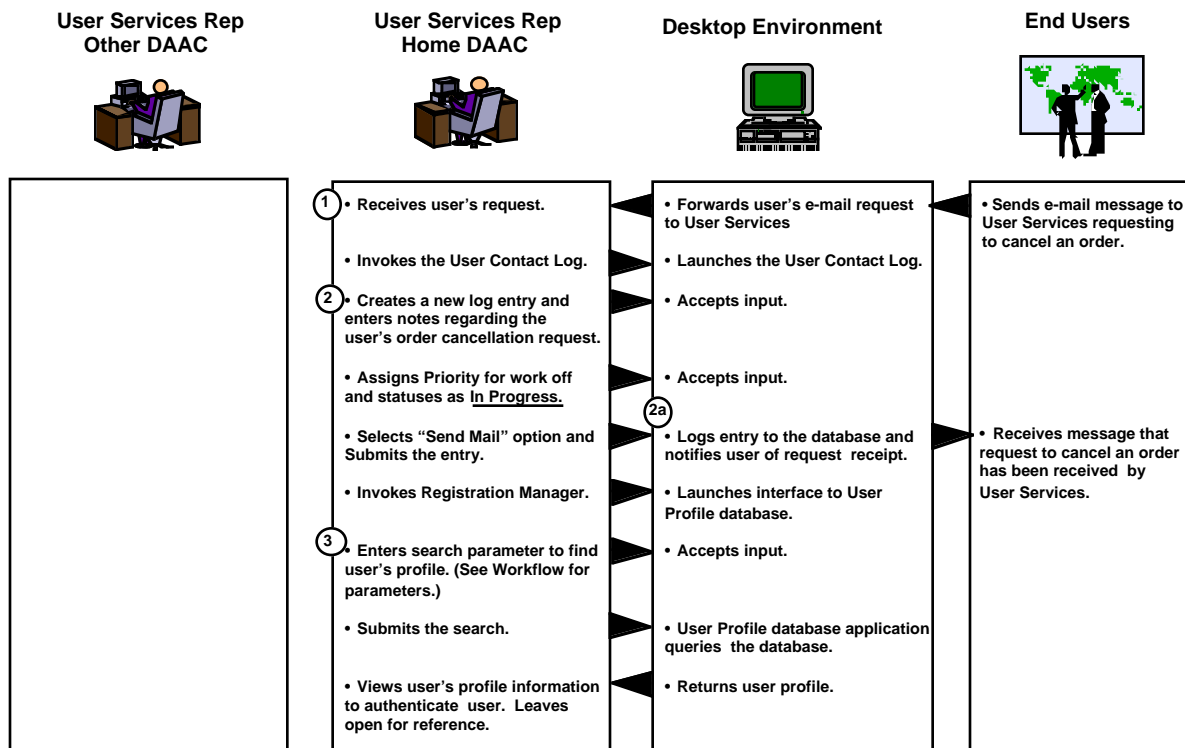 User Services Rep
Other DAAC
User Services Rep
Home DAAC
Desktop Environment
End Users
1
• Receives user's request.
• Forwards user's e-mail request
to User Services
• Sends e-mail message to
User Services requesting
to cancel an order.
• Invokes the User Contact Log.
• Launches the User Contact Log.
2
• Creates a new log entry and
enters notes regarding the
user's order cancellation request.
• Accepts input.
• Assigns Priority for work off
and statuses as In Progress.
• Accepts input.
2a
• Selects “Send Mail” option and
Submits the entry.
• Logs entry to the database and
notifies user of request receipt.
• Receives message that
request to cancel an order
has been received by
User Services.
• Invokes Registration Manager.
• Launches interface to User
Profile database.
3
• Enters search parameter to find
user's profile. (See Workflow for
parameters.)
• Accepts input.
• Submits the search.
• User Profile database application
queries the database.
• Views user's profile information
to authenticate user. Leaves
open for reference.
• Returns user profile.